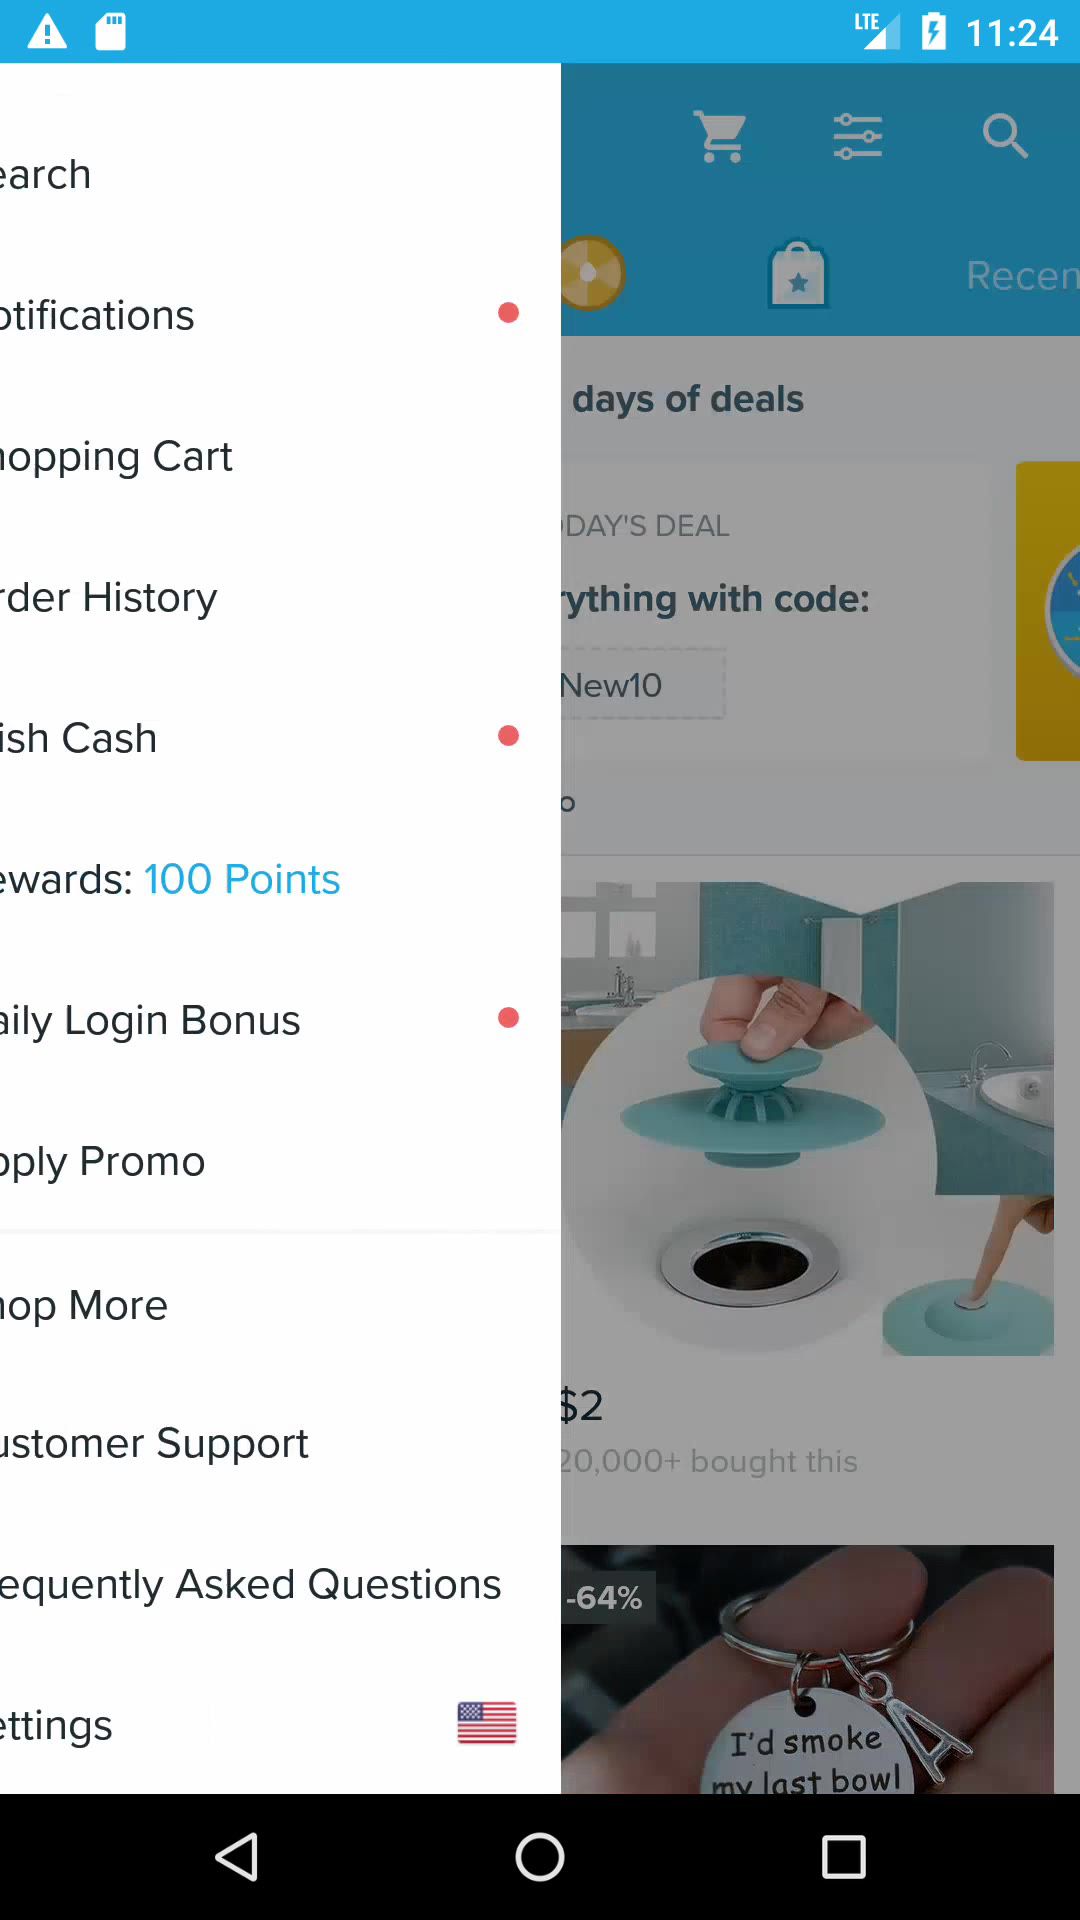 LTE 11:24
earch
otifications
hopping Cart
rder History
ish Cash
ewards: 100 Points
aily Login Bonus
pply Promo
hop More
ustomer Support
equently Asked Questions
ettings
Recen
days of deals
DAY'S DEAL
rything with code:
New10
o
$2
20,000+ bought this
-64%
I'd smoke
my last bowl
A